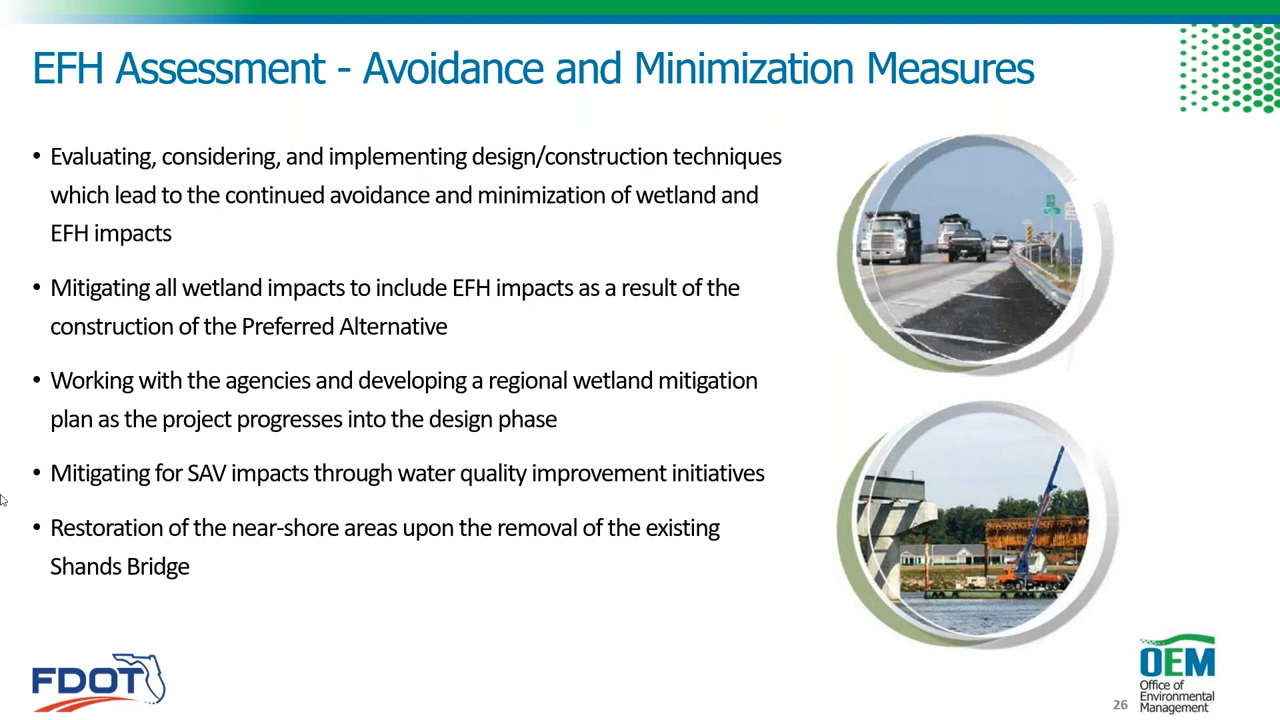 EFH Assessment - Avoidance and Minimization Measures
• Evaluating, considering, and implementing design/construction techniques
which lead to the continued avoidance and minimization of wetland and
EFH impacts
• Mitigating all wetland impacts to include EFH impacts as a result of the
construction of the Preferred Alternative
• Working with the agencies and developing a regional wetland mitigation
plan as the project progresses into the design phase
• Mitigating for SAV impacts through water quality improvement initiatives
• Restoration of the near-shore areas upon the removal of the existing
Shands Bridge
FDOT
26
OEM
Office of
Environmental
Management